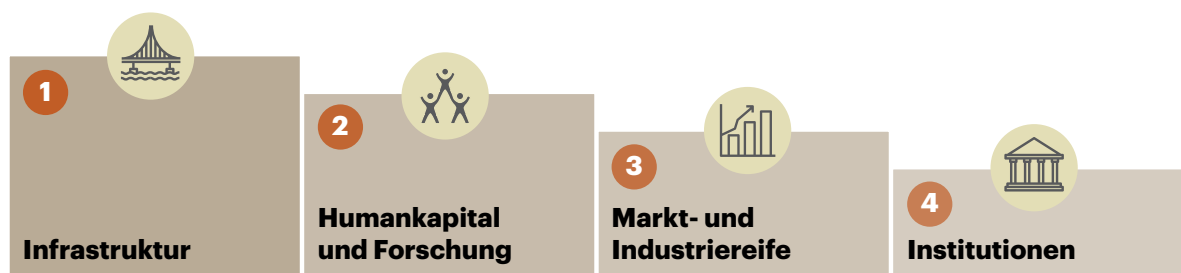 1
Infrastruktur
2
Humankapital
und Forschung
3
Markt- und
Industriereife
4
Institutionen